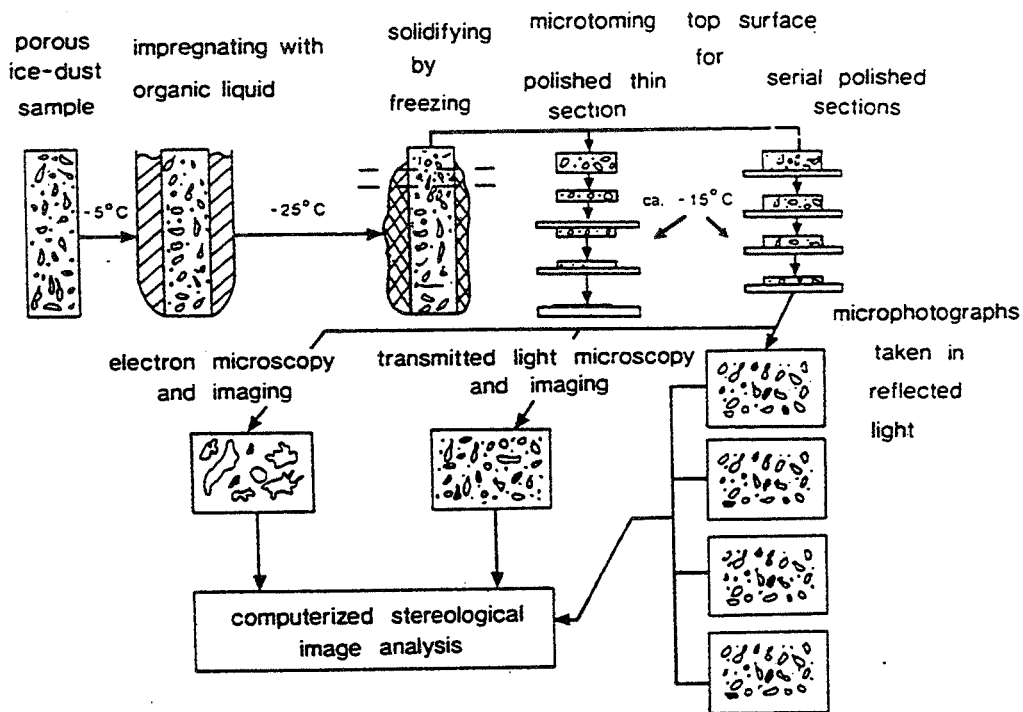 porous
ice-dust
sample
impregnating with
organic liquid
solidifying
by
freezing
microtoming top surface
for
polished thin
section
serial polished
sections
-5°C
-25°C
ca. -15°C
microphotographs
taken in
reflected
light
electron microscopy
and imaging
transmitted light microscopy
and imaging
computerized stereological
image analysis